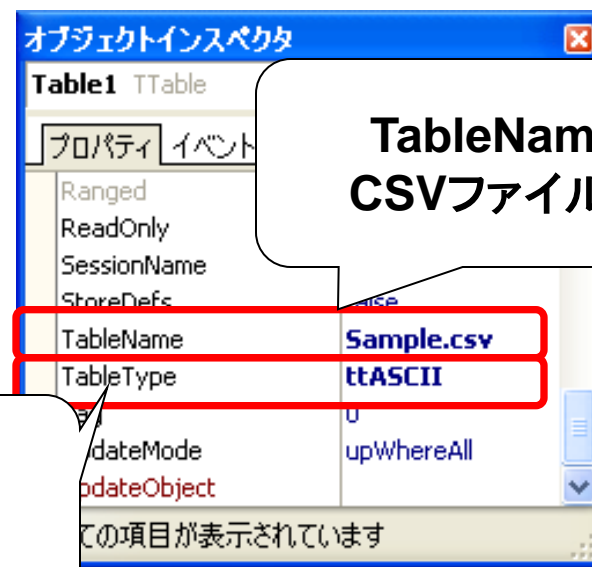 オブジェクトインスペクタ
Table1 TTable
プロパティ イベント
TableNam
CSVファイル
Ranged
ReadOnly
SessionName
StoreDefs
TableName Sample.csv
TableType ttASCII
0
dateMode upWhereAll
pdateObject
ての項目が表示されています